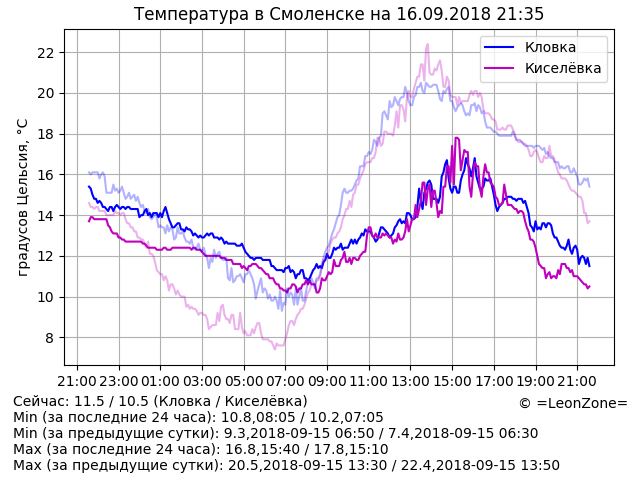 Температура в Смоленске на 16.09.2018 21:35
градусов Цельсия, °C
22
20
18
16
14
12
10
8
Кловка
Киселёвка
21:00 23:00 01:00 03:00 05:00 07:00 09:00 11:00 13:00 15:00 17:00 19:00 21:00
Сейчас: 11.5 / 10.5 (Кловка / Киселёвка)
© =LeonZone=
Min (за последние 24 часа): 10.8,08:05 / 10.2,07:05
Min (за предыдущие сутки): 9.3,2018-09-15 06:50 / 7.4,2018-09-15 06:30
Max (за последние 24 часа): 16.8,15:40 / 17.8,15:10
Max (за предыдущие сутки): 20.5,2018-09-15 13:30 / 22.4,2018-09-15 13:50